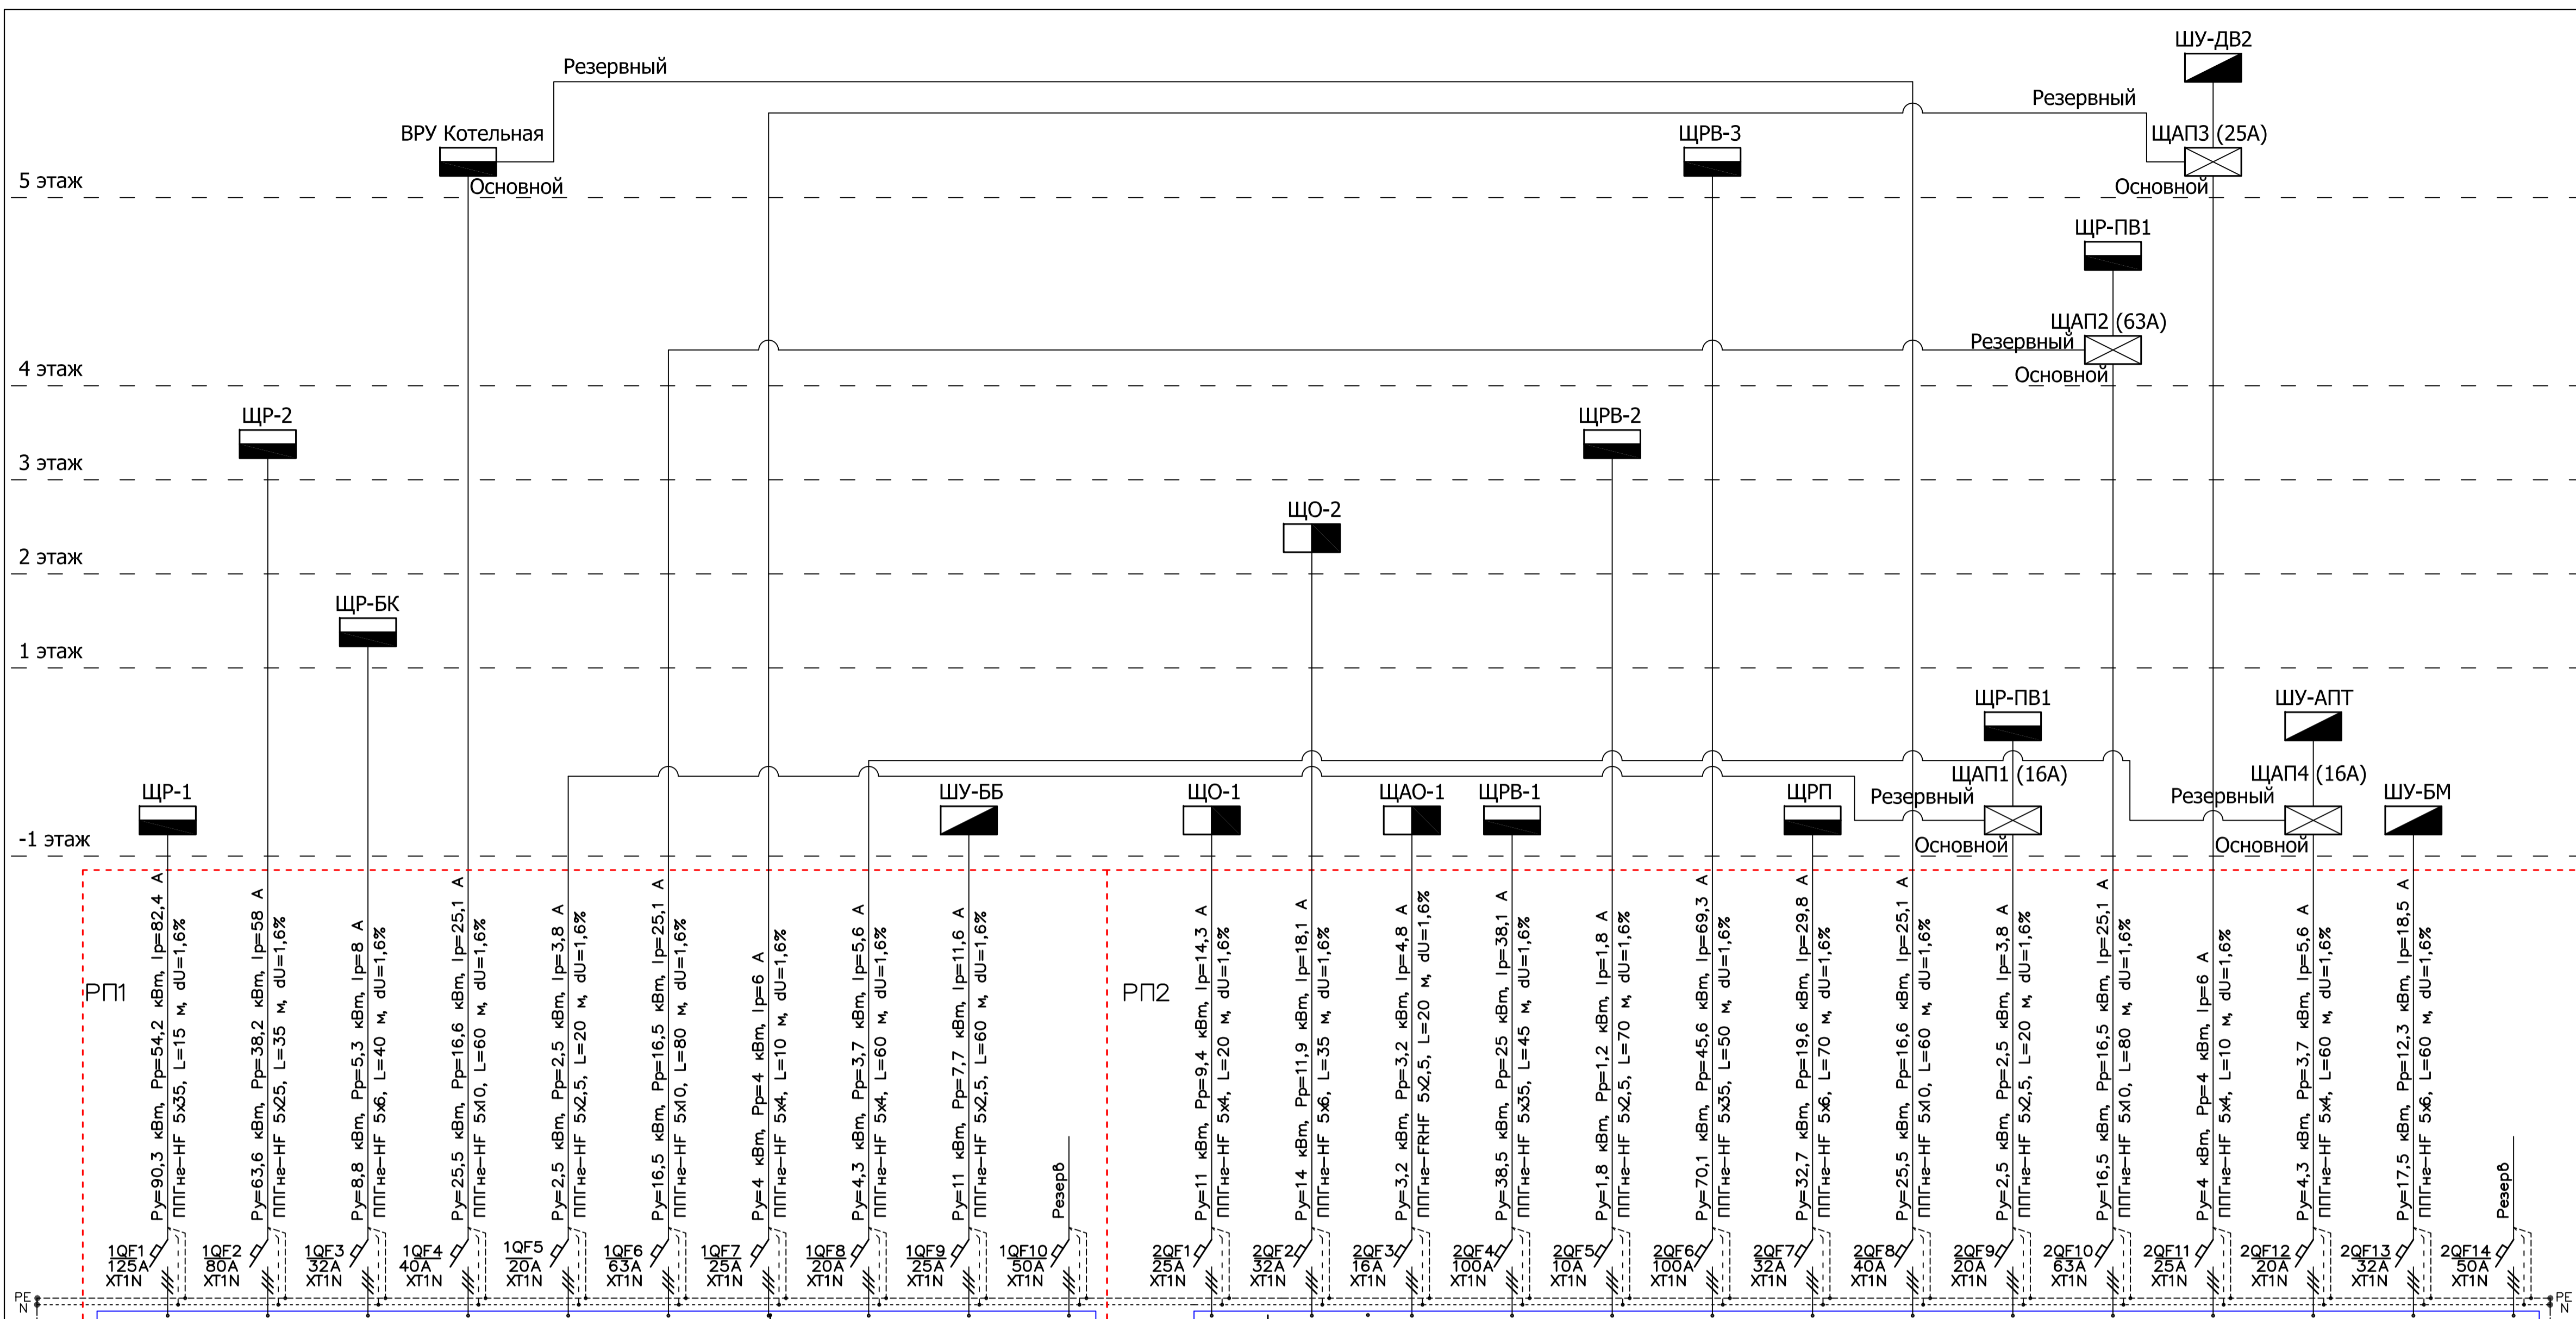 ШУ-ДВ2
Резервный
Резервный
ВРУ Котельная
ЩРВ-3
ЩАП3 (25А)
5 этаж
Основной
Основной
ЩР-ПВ1
ЩАП2 (63А)
Резервный
4 этаж
Основной
ЩР-2
ЩРВ-2
3 этаж
ЩО-2
2 этаж
ЩР-БК
1 этаж
ЩР-ПВ1
ШУ-АПТ
ЩАП1 (16А)
ЩАП4 (16А)
ЩР-1
ШУ-ББ
ЩО-1
ЩАО-1
ЩРВ-1
ЩРП
Резервный
Резервный
ШУ-БМ
-1 этаж
Основной
Основной
РП1
Ру=90,3 кВт, Рр=54,2 кВт, Iр=82,4 А
ППГнг-HF 5х35, L=15 м, dU=1,6%
Ру=63,6 кВт, Рр=38,2 кВт, Iр=58 А
ППГнг-HF 5х25, L=35 м, dU=1,6%
Ру=8,8 кВт, Рр=5,3 кВт, Iр=8 А
ППГнг-HF 5х6, L=40 м, dU=1,6%
Ру=25,5 кВт, Рр=16,6 кВт, Iр=25,1 А
ППГнг-HF 5х10, L=60 м, dU=1,6%
Ру=2,5 кВт, Рр=2,5 кВт, Iр=3,8 А
ППГнг-HF 5х2,5, L=20 м, dU=1,6%
Ру=16,5 кВт, Рр=16,5 кВт, Iр=25,1 А
ППГнг-HF 5х10, L=80 м, dU=1,6%
Ру=4 кВт, Рр=4 кВт, Iр=6 А
ППГнг-HF 5х4, L=10 м, dU=1,6%
Ру=4,3 кВт, Рр=3,7 кВт, Iр=5,6 А
ППГнг-HF 5х4, L=60 м, dU=1,6%
Ру=11 кВт, Рр=7,7 кВт, Iр=11,6 А
ППГнг-HF 5х2,5, L=60 м, dU=1,6%
Резерв
РП2
Ру=11 кВт, Рр=9,4 кВт, Iр=14,3 А
ППГнг-HF 5х4, L=20 м, dU=1,6%
Ру=14 кВт, Рр=11,9 кВт, Iр=18,1 А
ППГнг-HF 5х6, L=35 м, dU=1,6%
Ру=3,2 кВт, Рр=3,2 кВт, Iр=4,8 А
ППГнг-FRHF 5х2,5, L=20 м, dU=1,6%
Ру=38,5 кВт, Рр=25 кВт, Iр=38,1 А
ППГнг-HF 5х35, L=45 м, dU=1,6%
Ру=1,8 кВт, Рр=1,2 кВт, Iр=1,8 А
ППГнг-HF 5х2,5, L=70 м, dU=1,6%
Ру=70,1 кВт, Рр=45,6 кВт, Iр=69,3 А
ППГнг-HF 5х35, L=50 м, dU=1,6%
Ру=32,7 кВт, Рр=19,6 кВт, Iр=29,8 А
ППГнг-HF 5х6, L=70 м, dU=1,6%
Ру=25,5 кВт, Рр=16,6 кВт, Iр=25,1 А
ППГнг-HF 5х10, L=60 м, dU=1,6%
Ру=2,5 кВт, Рр=2,5 кВт, Iр=3,8 А
ППГнг-HF 5х2,5, L=20 м, dU=1,6%
Ру=16,5 кВт, Рр=16,5 кВт, Iр=25,1 А
ППГнг-HF 5х10, L=80 м, dU=1,6%
Ру=4 кВт, Рр=4 кВт, Iр=6 А
ППГнг-HF 5х4, L=10 м, dU=1,6%
Ру=4,3 кВт, Рр=3,7 кВт, Iр=5,6 А
ППГнг-HF 5х4, L=60 м, dU=1,6%
Ру=17,5 кВт, Рр=12,3 кВт, Iр=18,5 А
ППГнг-HF 5х6, L=60 м, dU=1,6%
Резерв
1QF1
125A
XT1N
1QF2
80A
XT1N
1QF3
32A
XT1N
1QF4
40A
XT1N
1QF5
20A
XT1N
1QF6
63A
XT1N
1QF7
25A
XT1N
1QF8
20A
XT1N
1QF9
25A
XT1N
1QF10
50A
XT1N
2QF1
25A
XT1N
2QF2
32A
XT1N
2QF3
16A
XT1N
2QF4
100A
XT1N
2QF5
10A
XT1N
2QF6
100A
XT1N
2QF7
32A
XT1N
2QF8
40A
XT1N
2QF9
20A
XT1N
2QF10
63A
XT1N
2QF11
25A
XT1N
2QF12
20A
XT1N
2QF13
32A
XT1N
2QF14
50A
XT1N
PE
N
PE
N